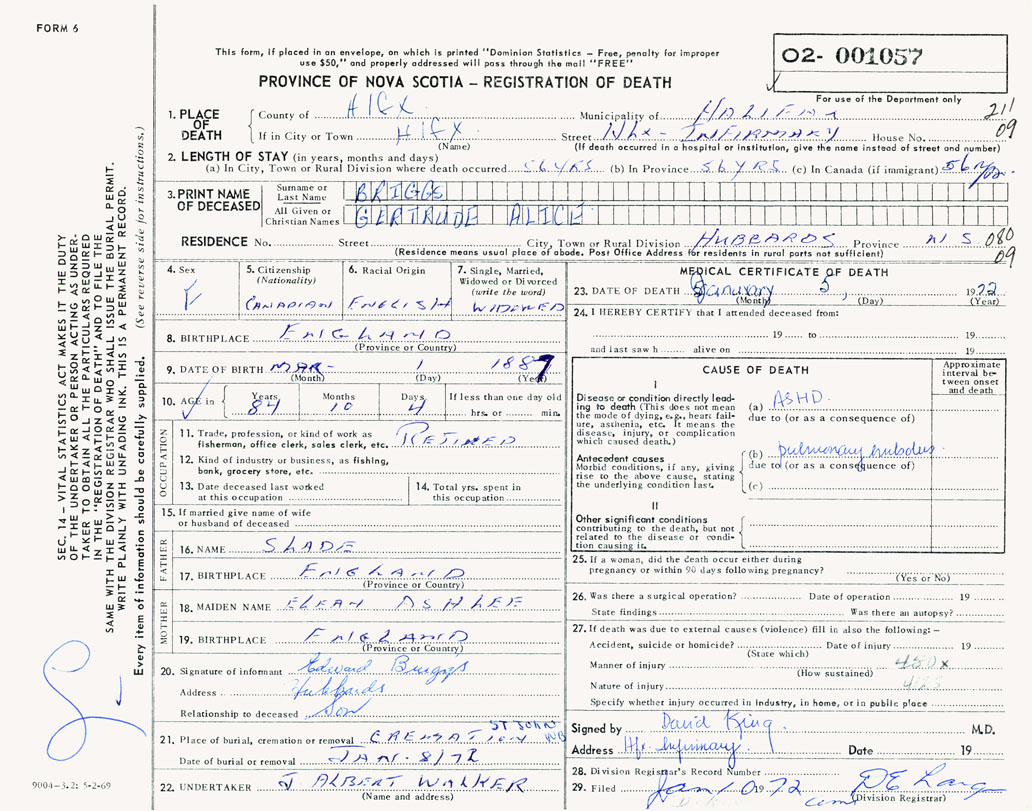 FORM 6
This form, if placed in an envelope, on which is printed "Dominion Statistics – Free, penalty for improper
use $50," and properly addressed will pass through the mail "FREE"
O2- 001057
PROVINCE OF NOVA SCOTIA – REGISTRATION OF DEATH
For use of the Department only
1. PLACE OF DEATH
County of HLFX Municipality of HALIFAX 211
If in City or Town HLFX Street Hlfx - INFIRMARY House No. 09
(Name) (If death occurred in a hospital or institution, give the name instead of street and number)
2. LENGTH OF STAY (in years, months and days)
(a) In City, Town or Rural Division where death occurred 56 YRS (b) In Province 56 YRS (c) In Canada (if immigrant) 56 yrs.
3. PRINT NAME OF DECEASED
Surname or Last Name BRIGGS
All Given or Christian Names GERTRUDE ALICE
RESIDENCE No. Street City, Town or Rural Division HUBBARDS Province N S 080
(Residence means usual place of abode. Post Office Address for residents in rural parts not sufficient) 09
4. Sex
5. Citizenship (Nationality) CANADIAN
6. Racial Origin ENGLISH
7. Single, Married, Widowed or Divorced (write the word) WIDOWED
8. BIRTHPLACE ENGLAND
(Province or Country)
9. DATE OF BIRTH MAR- 1 1887
(Month) (Day) (Year)
10. AGE in Years 84 Months 10 Days 4 If less than one day old
hrs. or min.
OCCUPATION
11. Trade, profession, or kind of work as
fisherman, office clerk, sales clerk, etc. RETIRED
12. Kind of industry or business, as fishing,
bank, grocery store, etc.
13. Date deceased last worked
at this occupation
14. Total yrs. spent in
this occupation
15. If married give name of wife
or husband of deceased
FATHER
16. NAME SLADE
17. BIRTHPLACE ENGLAND
(Province or Country)
MOTHER
18. MAIDEN NAME ELEAN ASHLEE
19. BIRTHPLACE ENGLAND
(Province or Country)
20. Signature of informant Edward Briggs
Address Hubbards
Relationship to deceased Son
21. Place of burial, cremation or removal CREMATION ST JOHN NB
Date of burial or removal JAN. 8/72
22. UNDERTAKER J ALBERT WALKER
(Name and address)
MEDICAL CERTIFICATE OF DEATH
23. DATE OF DEATH January 5, 1972
(Month) (Day) (Year)
24. I HEREBY CERTIFY that I attended deceased from:
19 to 19
and last saw h alive on 19
CAUSE OF DEATH
Approximate interval between onset and death
I
Disease or condition directly leading to death (This does not mean the mode of dying, e.g., heart failure, asthenia, etc. It means the disease, injury, or complication which caused death.)
(a) ASHD.
due to (or as a consequence of)
Antecedent causes
Morbid conditions, if any, giving rise to the above cause, stating the underlying condition last.
(b) pulmonary
due to (or as a consequence of)
(c)
II
Other significant conditions
contributing to the death, but not related to the disease or condition causing it.
25. If a woman, did the death occur either during
pregnancy or within 90 days following pregnancy?
(Yes or No)
26. Was there a surgical operation? Date of operation 19
State findings Was there an autopsy?
27. If death was due to external causes (violence) fill in also the following: –
Accident, suicide or homicide? Date of injury 19
(State which)
Manner of injury 450x
(How sustained)
Nature of injury
Specify whether injury occurred in industry, in home, or in public place
Signed by David King. M.D.
Address Hfx Infirmary. Date 19
28. Division Registrar's Record Number
29. Filed Jan 10 1972
(Division Registrar)
SEC. 14 – VITAL STATISTICS ACT MAKES IT THE DUTY
OF THE UNDERTAKER OR PERSON ACTING AS UNDERTAKER TO OBTAIN ALL THE PARTICULARS REQUIRED
IN THE "REGISTRATION OF DEATH" AND TO FILE THE
SAME WITH THE DIVISION REGISTRAR WHO SHALL ISSUE THE BURIAL PERMIT.
WRITE PLAINLY WITH UNFADING INK. THIS IS A PERMANENT RECORD.
Every item of information should be carefully supplied. (See reverse side for instructions.)
9004–3.2: 5-2-69